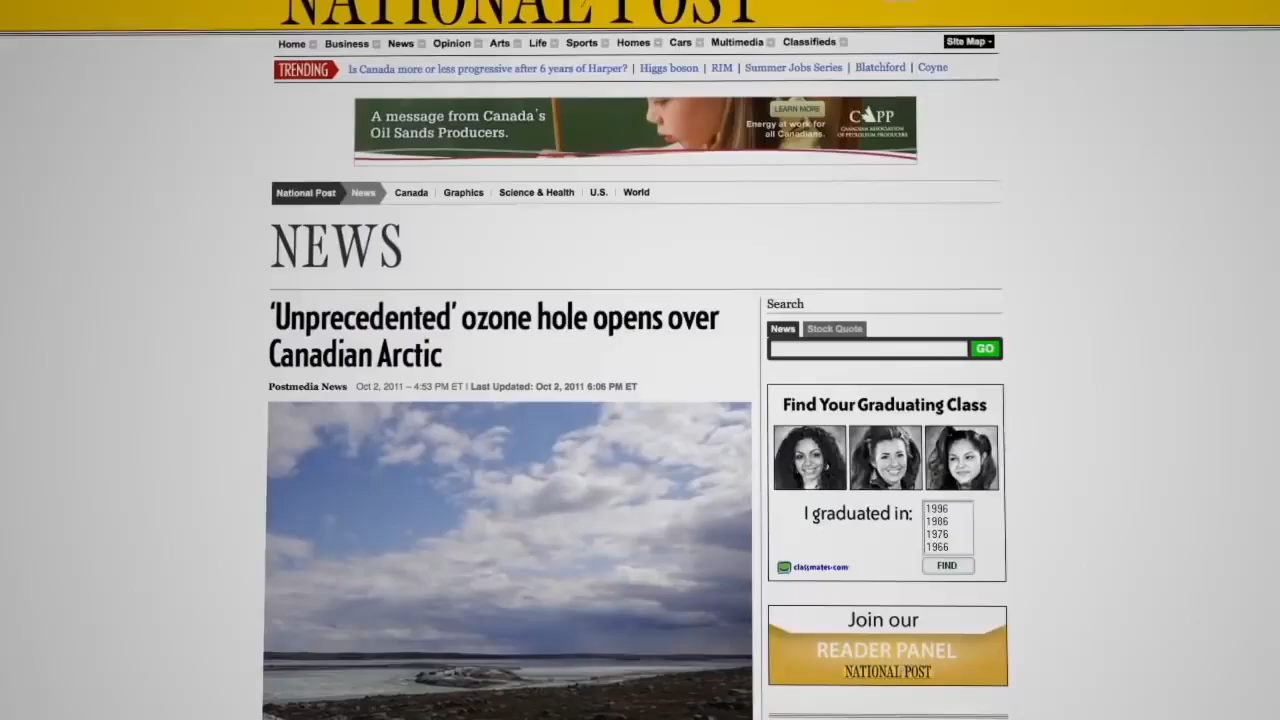 NATIONAL POST
Home Business News Opinion Arts Life Sports Homes Cars Multimedia Classifieds Site Map
TRENDING Is Canada more or less progressive after 6 years of Harper? | Higgs boson | RIM | Summer Jobs Series | Blatchford | Coyne
A message from Canada's
Oil Sands Producers.
LEARN MORE
Energy at work for
all Canadians.
CAPP
CANADIAN ASSOCIATION
OF PETROLEUM PRODUCERS
National Post News Canada Graphics Science & Health U.S. World
NEWS
'Unprecedented' ozone hole opens over
Canadian Arctic
Postmedia News Oct 2, 2011 – 4:53 PM ET | Last Updated: Oct 2, 2011 6:06 PM ET
Search
News Stock Quote
GO
Find Your Graduating Class
I graduated in:
1996
1986
1976
1966
FIND
classmates.com
Join our
READER PANEL
NATIONAL POST